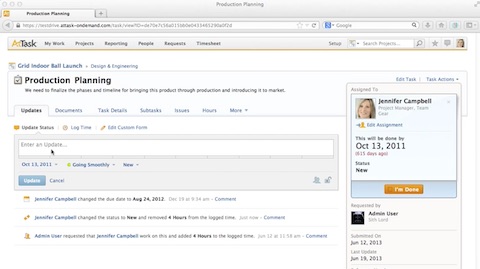 Production Planning
AtTask - Production Planning
testdrive.attask-ondemand.com/task/view?ID=
Google
AtTask My Work Projects Reports People Requests Timesheet Setup Search Projects...
Grid Indoor Ball Launch Design & Engineering
Production Planning
Edit Task Task Actions
We need to finalize the phases and timeline for bringing this product through production and introducing it to market.
Updates Documents Task Details Subtasks Issues Hours More
Update Status Log Time Edit Custom Form
Enter an Update...
Oct 13, 2011 Going Smoothly New
Update Cancel
Jennifer Campbell changed the due date to Aug 24, 2012. Dec 19 at 9:34 am - Comment
Jennifer Campbell changed the status to New and removed 4 Hours from the logged time. Just now - Comment
Admin User requested that Jennifer Campbell work on this and added 4 Hours to the logged time. Jun 12 at 11:58 am - Comment
Assigned To
Jennifer Campbell
Project Manager, Team
Gear
Edit Assignment
This will be done by
Oct 13, 2011
(615 days ago)
Status
New
I'm Done
Requested by
Admin User
Sith Lord
Submitted On
Jun 12, 2013
Last Update
Jun 19, 2013